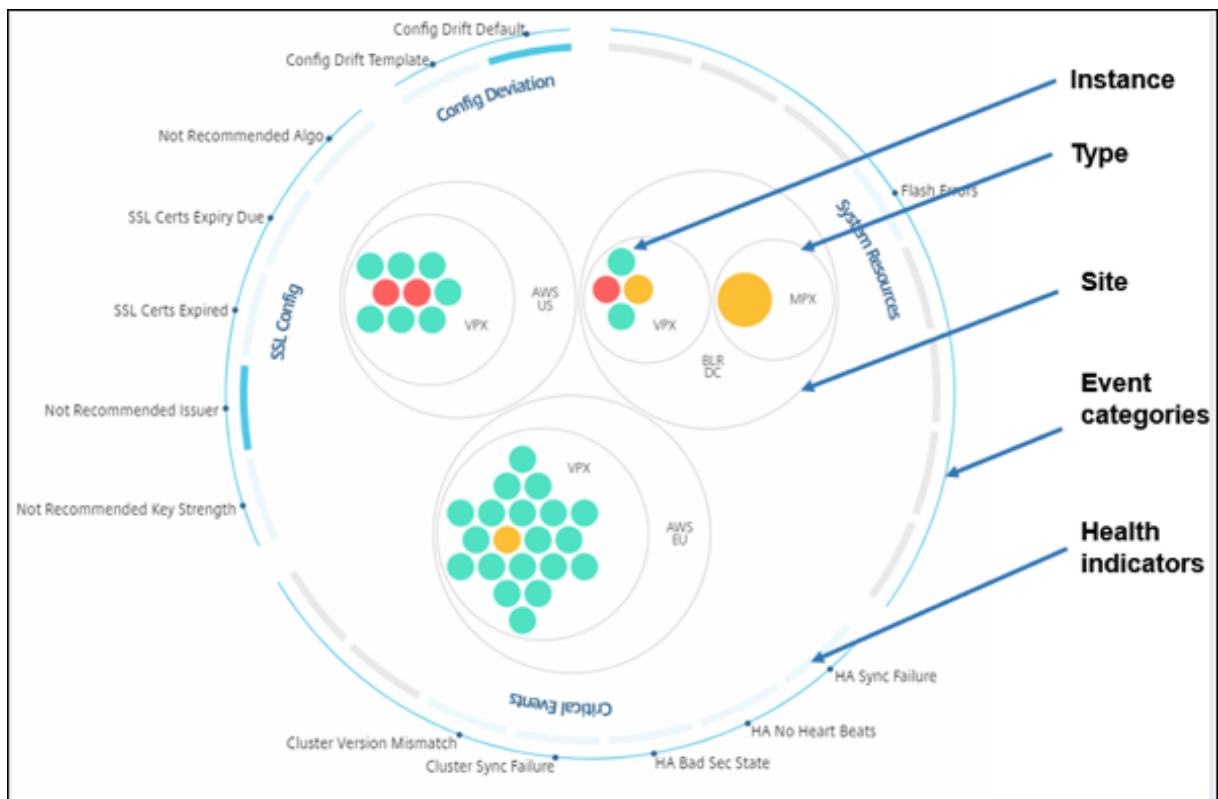 Config Drift Default
Config Drift Template
Config Deviation
Not Recommended Algo
SSL Certs Expiry Due
SSL Certs Expired
SSL Config
Not Recommended Issuer
Not Recommended Key Strength
AWS
US
VPX
VPX
MPX
BLR
DC
VPX
AWS
EU
Flash Errors
System Resources
Critical Events
Cluster Version Mismatch
Cluster Sync Failure
HA Bad Sec State
HA No Heart Beats
HA Sync Failure
Instance
Type
Site
Event
categories
Health
indicators